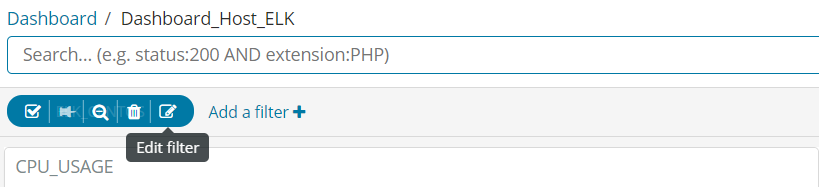 Dashboard / Dashboard_Host_ELK
Search... (e.g. status:200 AND extension:PHP)
Add a filter
Edit filter
CPU_USAGE